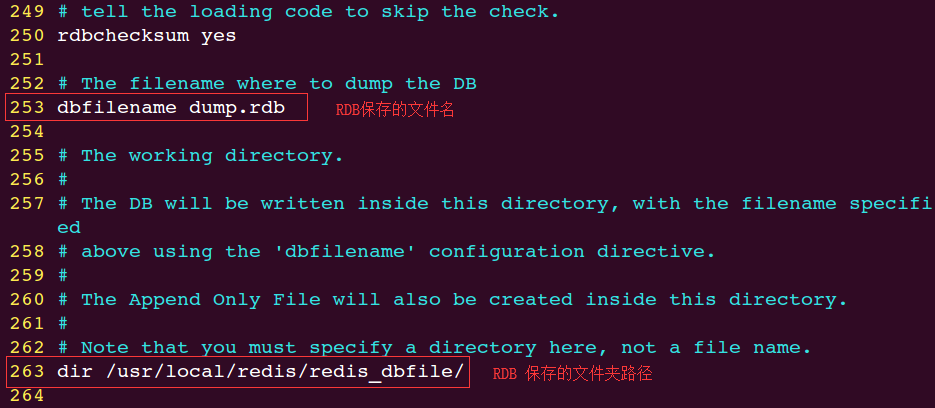 249 # tell the loading code to skip the check.
250 rdbchecksum yes
251
252 # The filename where to dump the DB
253 dbfilename dump.rdb RDB保存的文件名
254
255 # The working directory.
256 #
257 # The DB will be written inside this directory, with the filename specifi
ed
258 # above using the 'dbfilename' configuration directive.
259 #
260 # The Append Only File will also be created inside this directory.
261 #
262 # Note that you must specify a directory here, not a file name.
263 dir /usr/local/redis/redis_dbfile/ RDB 保存的文件夹路径
264